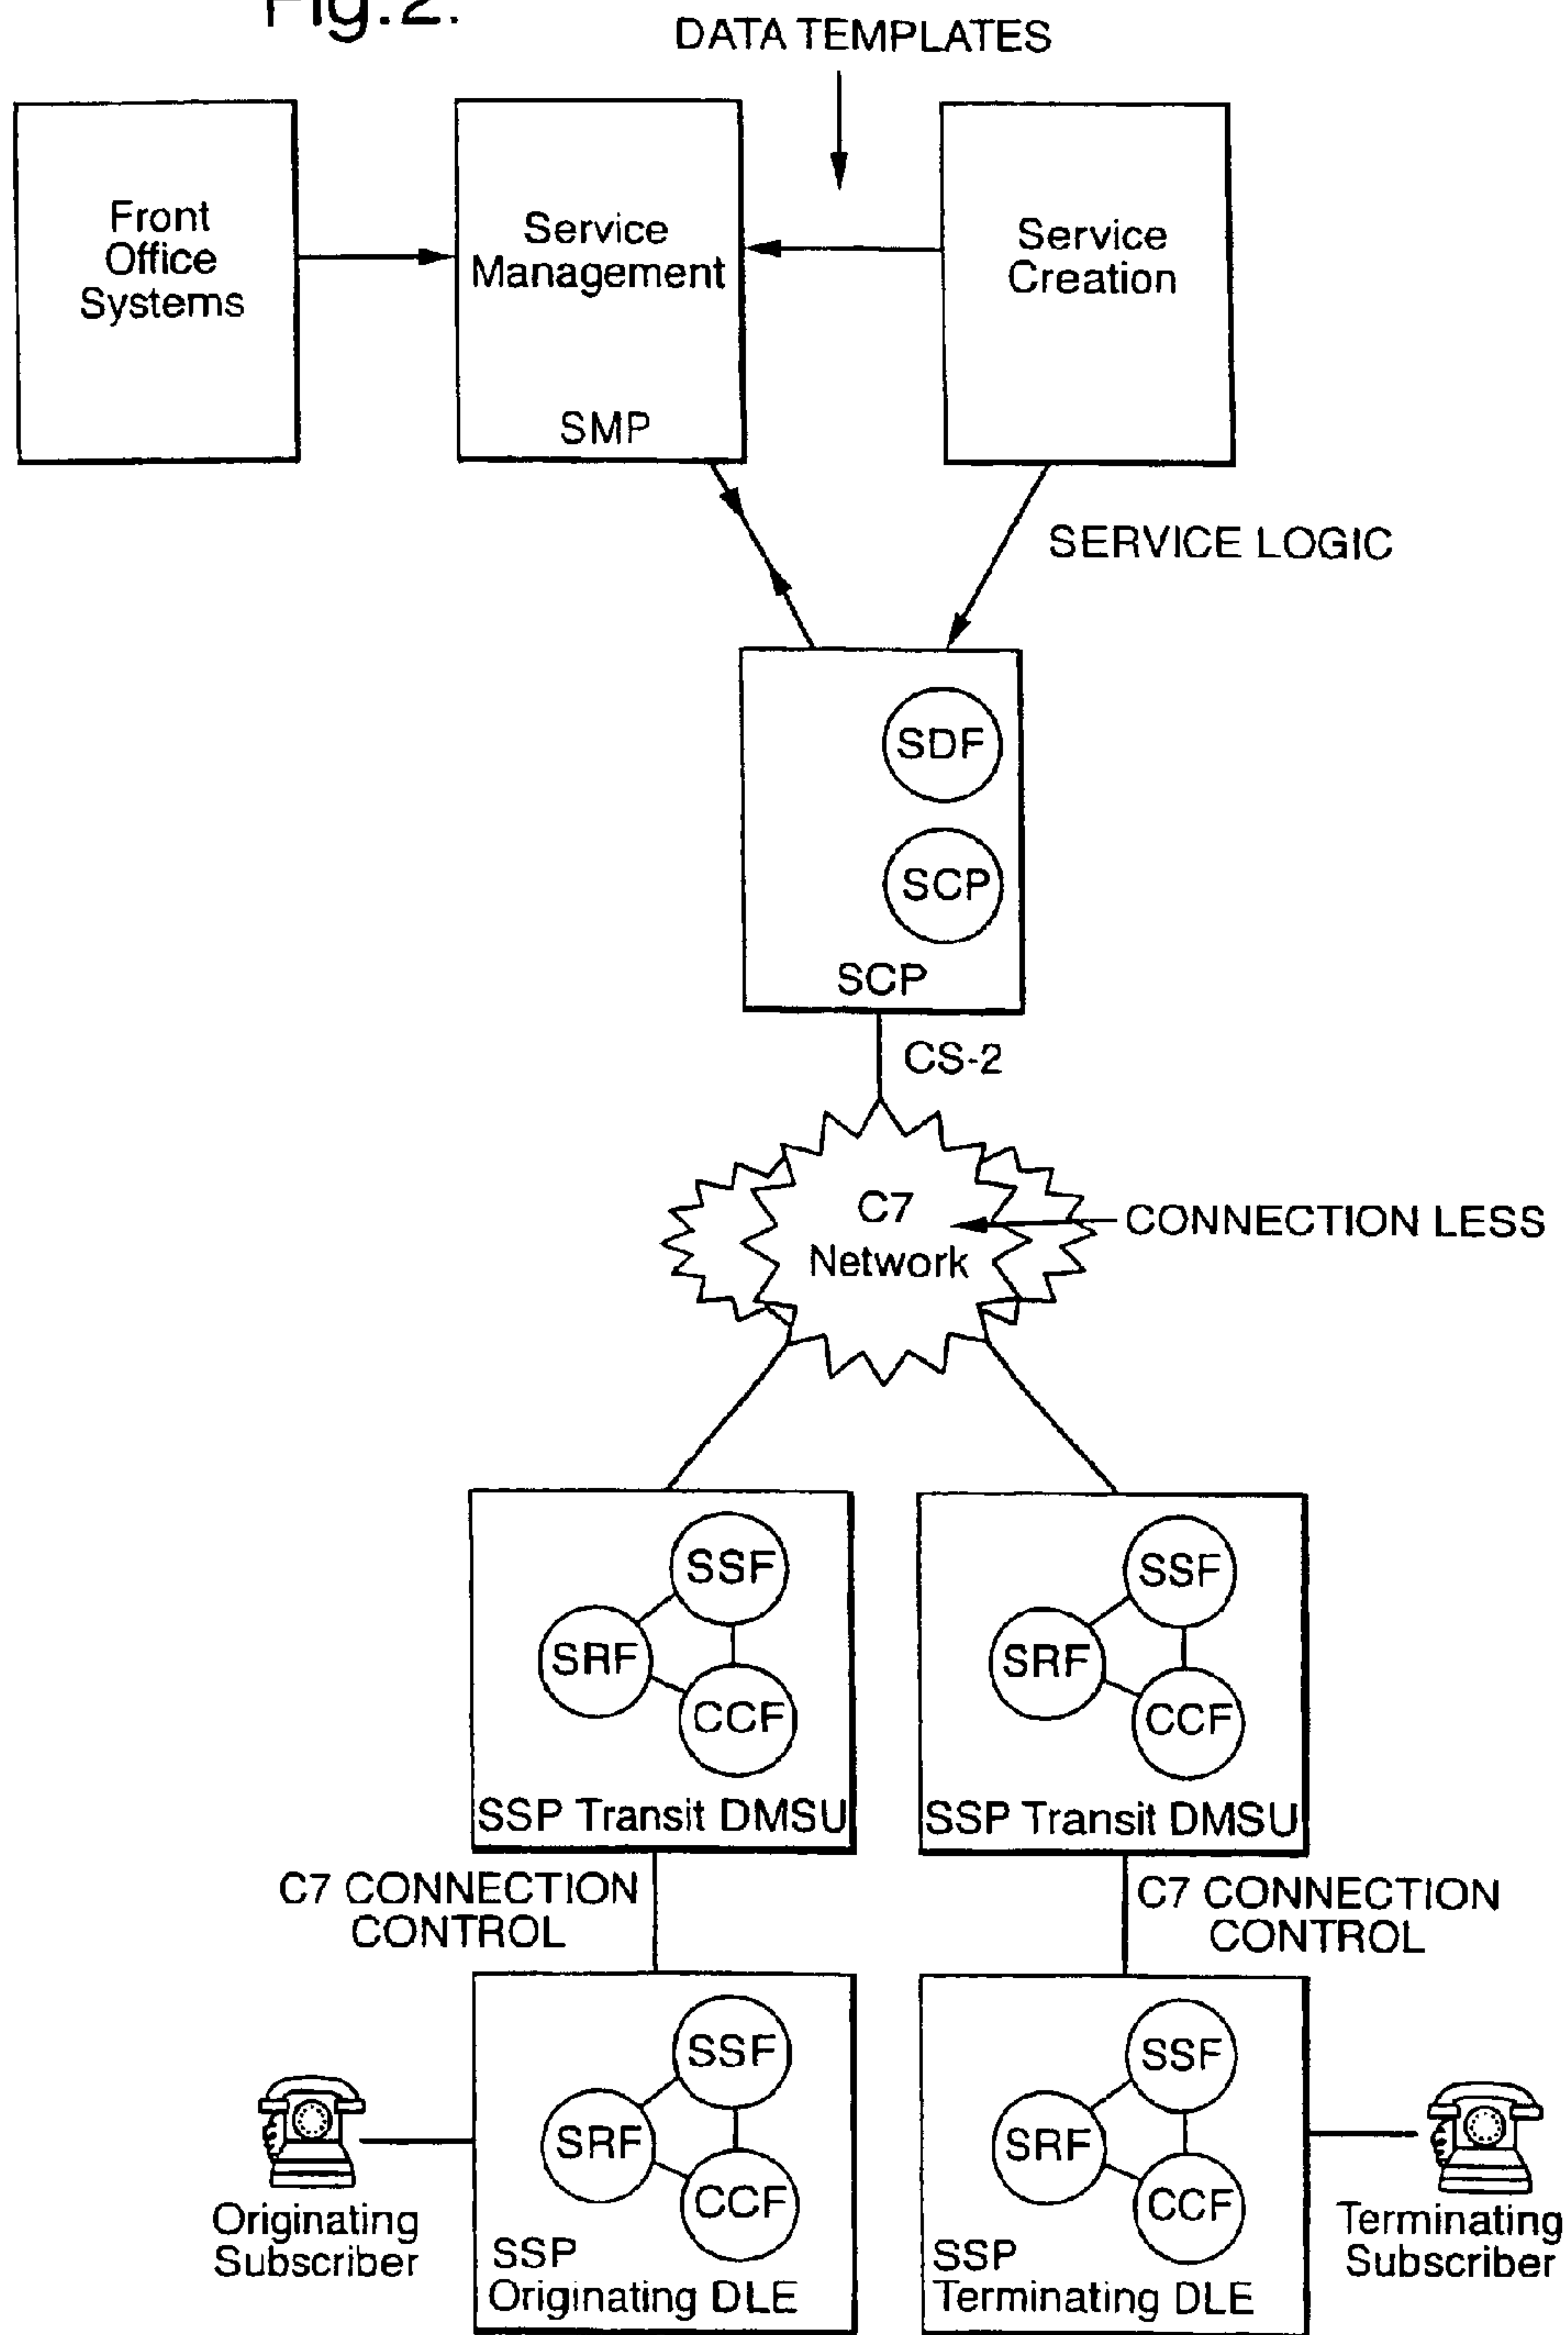 Fig.2.
DATA TEMPLATES
Front
Office
Systems
Service
Management
SMP
Service
Creation
SERVICE LOGIC
SDF
SCP
SCP
CS-2
C7
Network
CONNECTION LESS
SSF
SRF
CCF
SSP Transit DMSU
SSF
SRF
CCF
SSP Transit DMSU
C7 CONNECTION
CONTROL
C7 CONNECTION
CONTROL
Originating
Subscriber
SSF
SRF
CCF
SSP
Originating DLE
SSF
SRF
CCF
SSP
Terminating DLE
Terminating
Subscriber